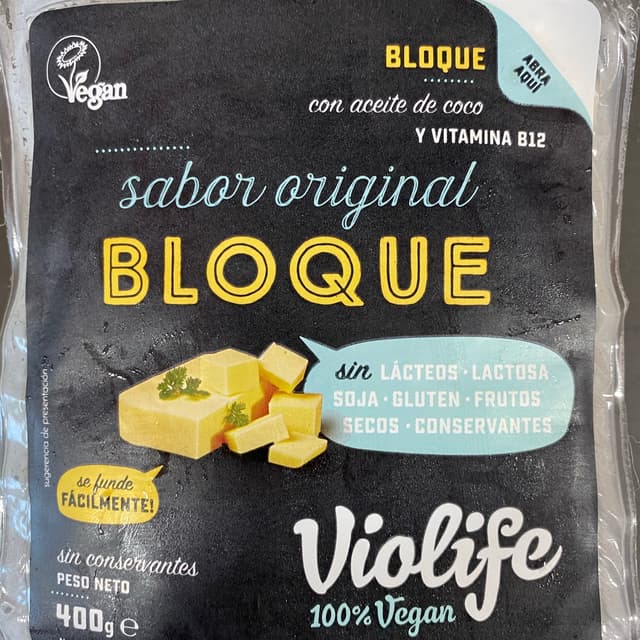 Vegan
BLOQUE
ABRA
AQUÍ
con aceite de coco
Y VITAMINA B12
sabor original
BLOQUE
sin LÁCTEOS · LACTOSA
SOJA · GLUTEN · FRUTOS
SECOS · CONSERVANTES
sugerencia de presentación
se funde
FÁCILMENTE!
sin conservantes
PESO NETO
400g e
Violife
100% Vegan